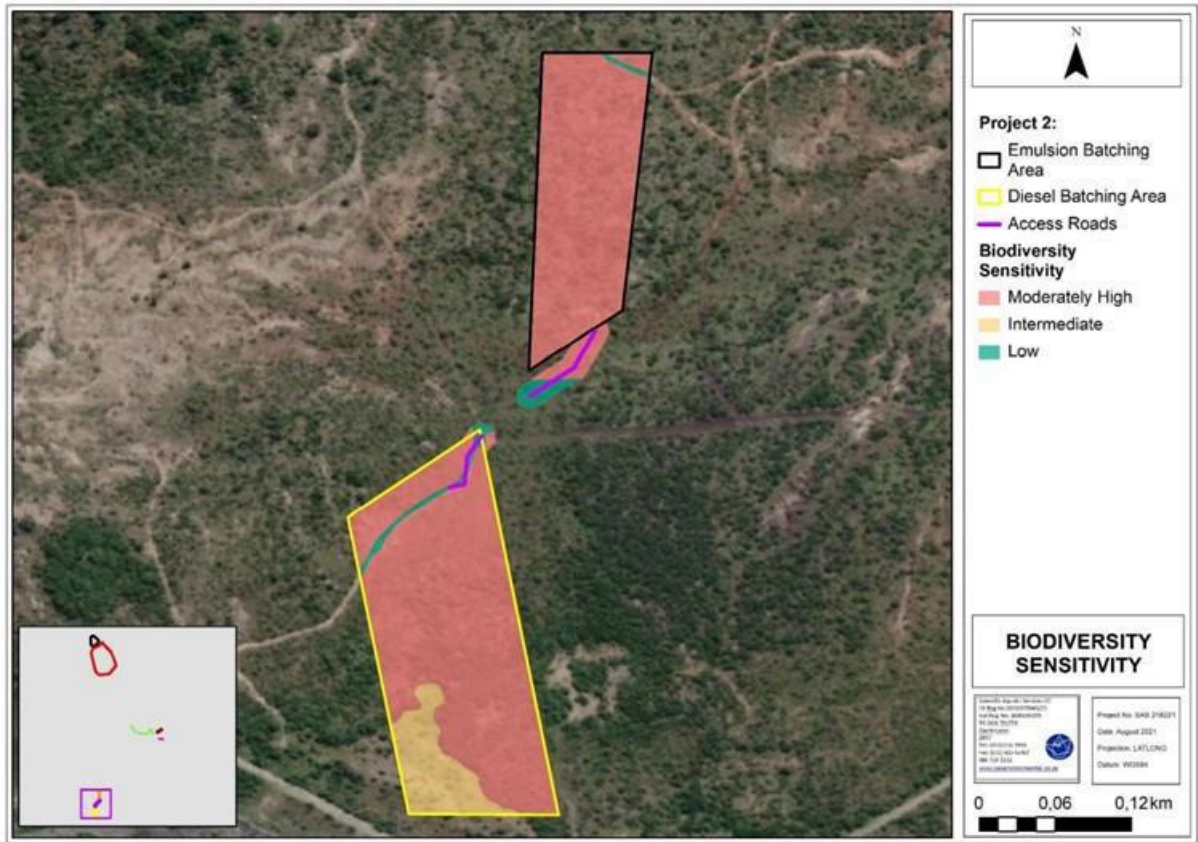 N
Project 2:
Emulsion Batching
Area
Diesel Batching Area
Access Roads
Biodiversity
Sensitivity
Moderately High
Intermediate
Low
BIODIVERSITY
SENSITIVITY
Project No: SAS 218221
Date: August 2021
Projection: LATLONG
Datum: WGS84
0 0,06 0,12 km